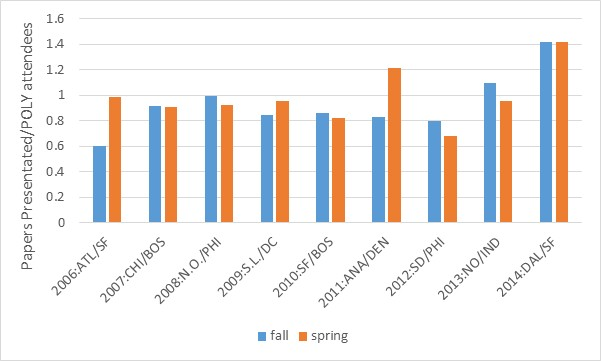 Papers Presentated/POLY attendees
1.6
1.4
1.2
1
0.8
0.6
0.4
0.2
0
2006:ATL/SF
2007:CHI/BOS
2008:N.O./PHI
2009:S.L./DC
2010:SF/BOS
2011:ANA/DEN
2012:SD/PHI
2013:NO/IND
2014:DAL/SF
fall spring